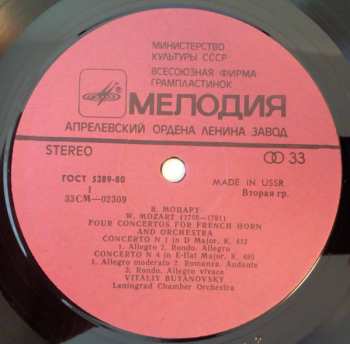 МИНИСТЕРСТВО
КУЛЬТУРЫ СССР
ВСЕСОЮЗНАЯ ФИРМА
ГРАМПЛАСТИНОК
МЕЛОДИЯ
АПРЕЛЕВСКИЙ ОРДЕНА ЛЕНИНА ЗАВОД
STEREO
33
ГОСТ 5289-80
MADE IN USSR
1
Вторая гр.
33СМ—02309
В. МОЦАРТ
W. MOZART (1756—1791)
FOUR CONCERTOS FOR FRENCH HORN
AND ORCHESTRA
CONCERTO N 1 in D Major, K. 412
1. Allegro 2. Rondo. Allegro
CONCERTO N 4 in E-flat Major, K. 495
1. Allegro moderato 2. Romanza. Andante
3. Rondo. Allegro vivace
VITALIY BUYANOVSKY
Leningrad Chamber Orchestra